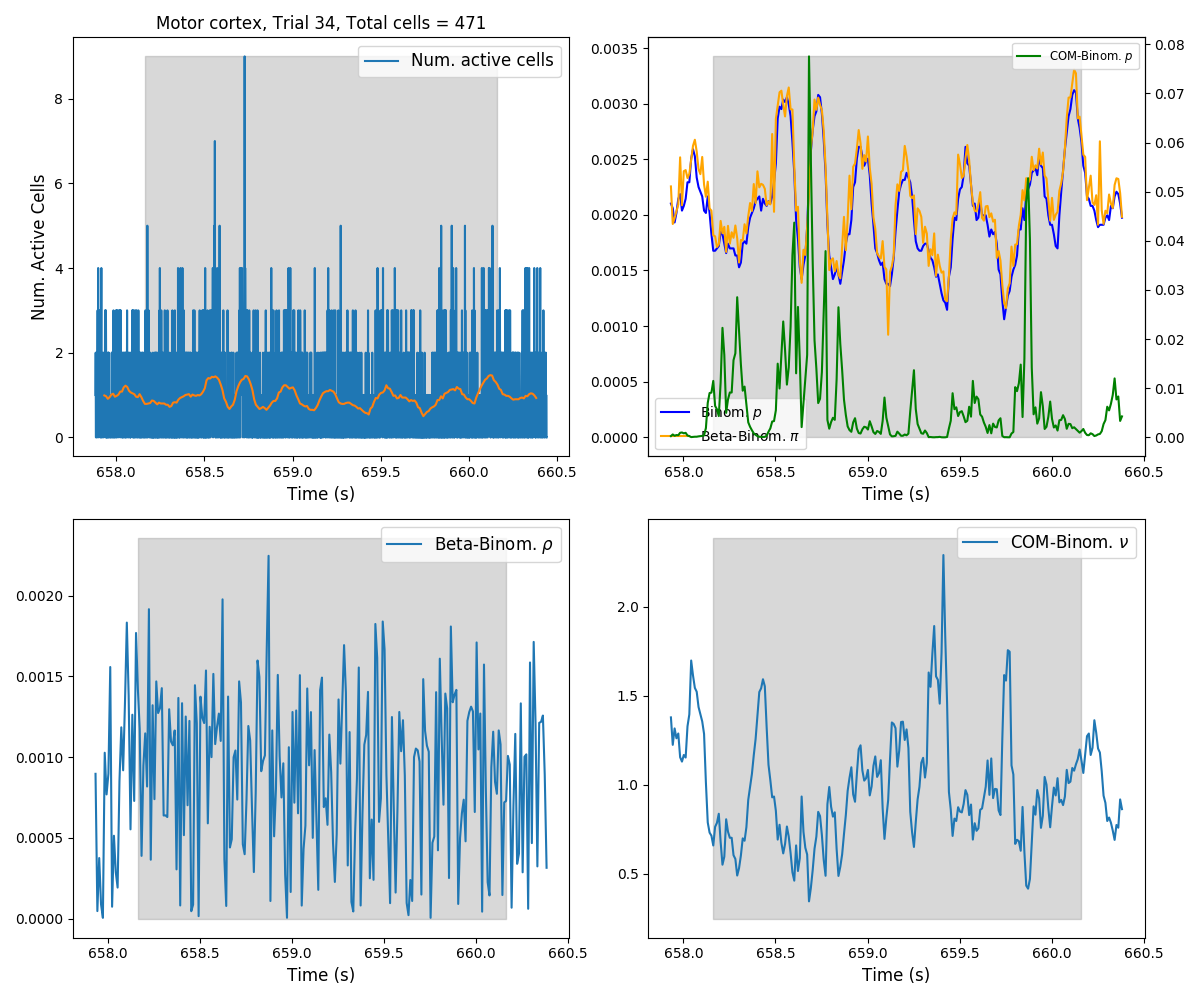 Motor cortex, Trial 34, Total cells = 471
Num. active cells
Num. Active Cells
8
6
4
2
0
658.0 658.5 659.0 659.5 660.0 660.5
Time (s)
COM-Binom. p
0.0035
0.0030
0.0025
0.0020
0.0015
0.0010
0.0005
0.0000
0.08
0.07
0.06
0.05
0.04
0.03
0.02
0.01
0.00
Binom. p
Beta-Binom. π
658.0 658.5 659.0 659.5 660.0 660.5
Time (s)
Beta-Binom. ρ
0.0020
0.0015
0.0010
0.0005
0.0000
658.0 658.5 659.0 659.5 660.0 660.5
Time (s)
COM-Binom. ν
2.0
1.5
1.0
0.5
658.0 658.5 659.0 659.5 660.0 660.5
Time (s)